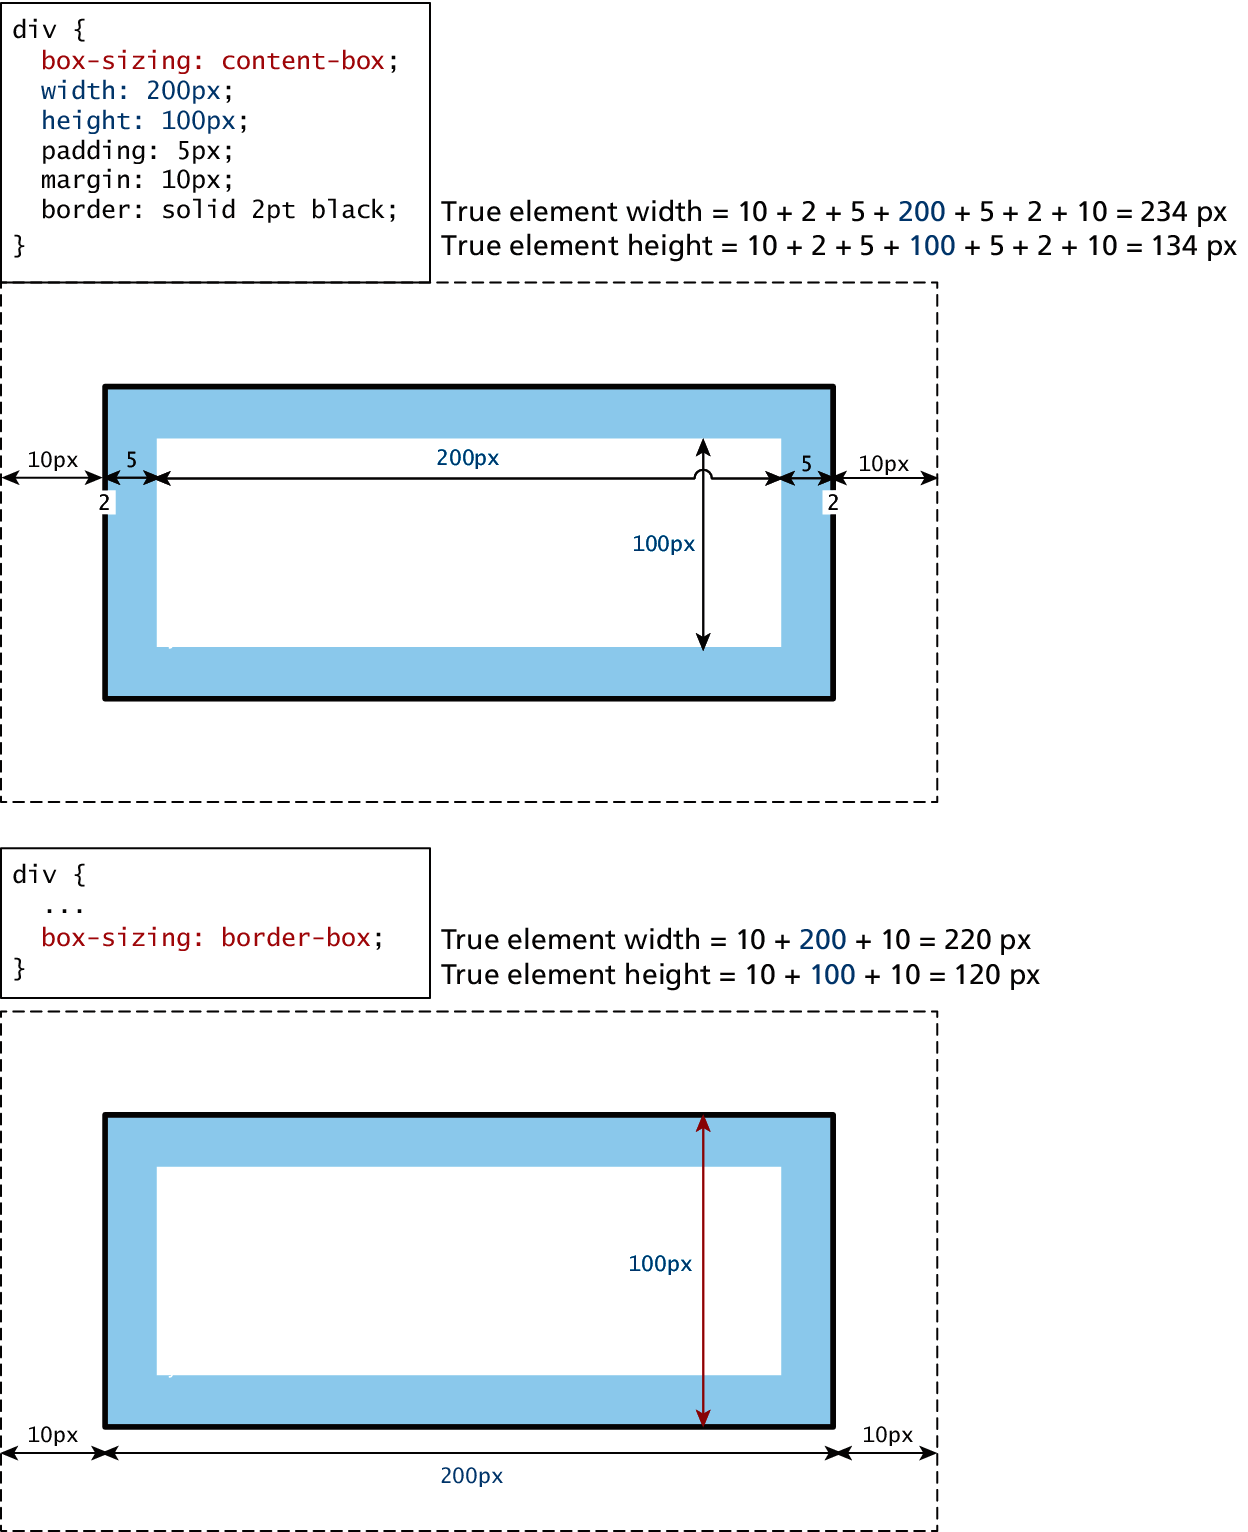 div {
  box-sizing: content-box;
  width: 200px;
  height: 100px;
  padding: 5px;
  margin: 10px;
  border: solid 2pt black;
}
True element width = 10 + 2 + 5 + 200 + 5 + 2 + 10 = 234 px
True element height = 10 + 2 + 5 + 100 + 5 + 2 + 10 = 134 px
10px 5 200px 5 10px
2 2
100px
div {
  ...
  box-sizing: border-box;
}
True element width = 10 + 200 + 10 = 220 px
True element height = 10 + 100 + 10 = 120 px
100px
10px 10px
200px